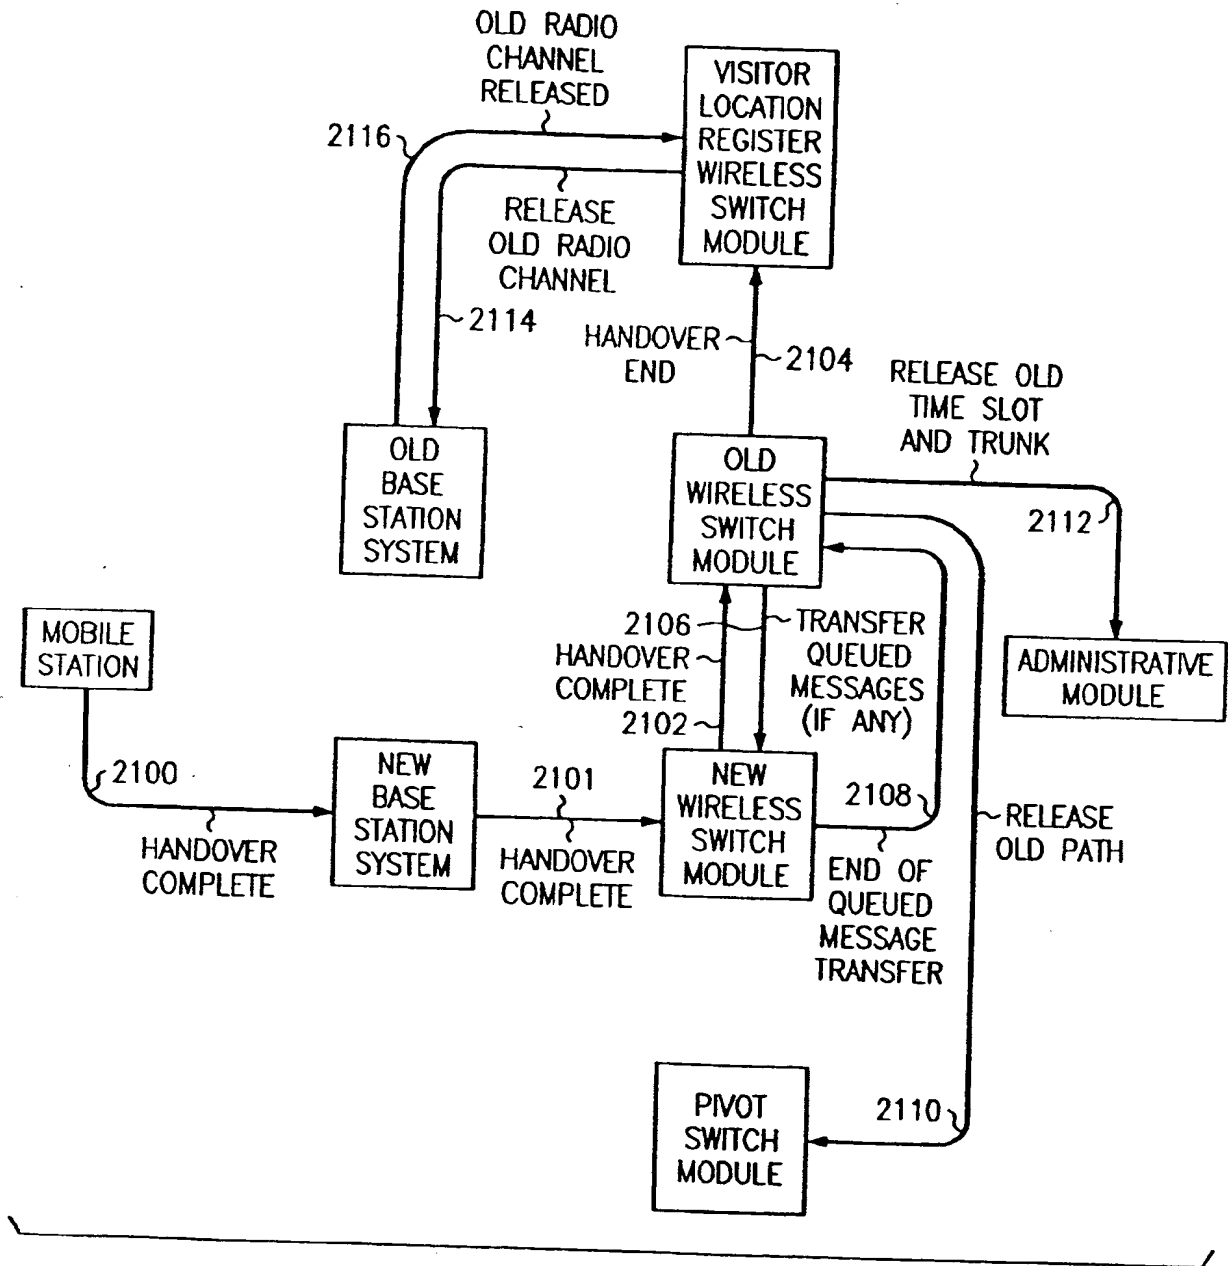 OLD RADIO
CHANNEL
RELEASED
VISITOR
LOCATION
REGISTER
WIRELESS
SWITCH
MODULE
2116
RELEASE
OLD RADIO
CHANNEL
2114
HANDOVER
END
2104
RELEASE OLD
TIME SLOT
AND TRUNK
OLD
BASE
STATION
SYSTEM
OLD
WIRELESS
SWITCH
MODULE
2112
MOBILE
STATION
2106
HANDOVER
COMPLETE
2102
TRANSFER
QUEUED
MESSAGES
(IF ANY)
ADMINISTRATIVE
MODULE
2100
HANDOVER
COMPLETE
NEW
BASE
STATION
SYSTEM
2101
HANDOVER
COMPLETE
NEW
WIRELESS
SWITCH
MODULE
2108
END OF
QUEUED
MESSAGE
TRANSFER
RELEASE
OLD PATH
PIVOT
SWITCH
MODULE
2110